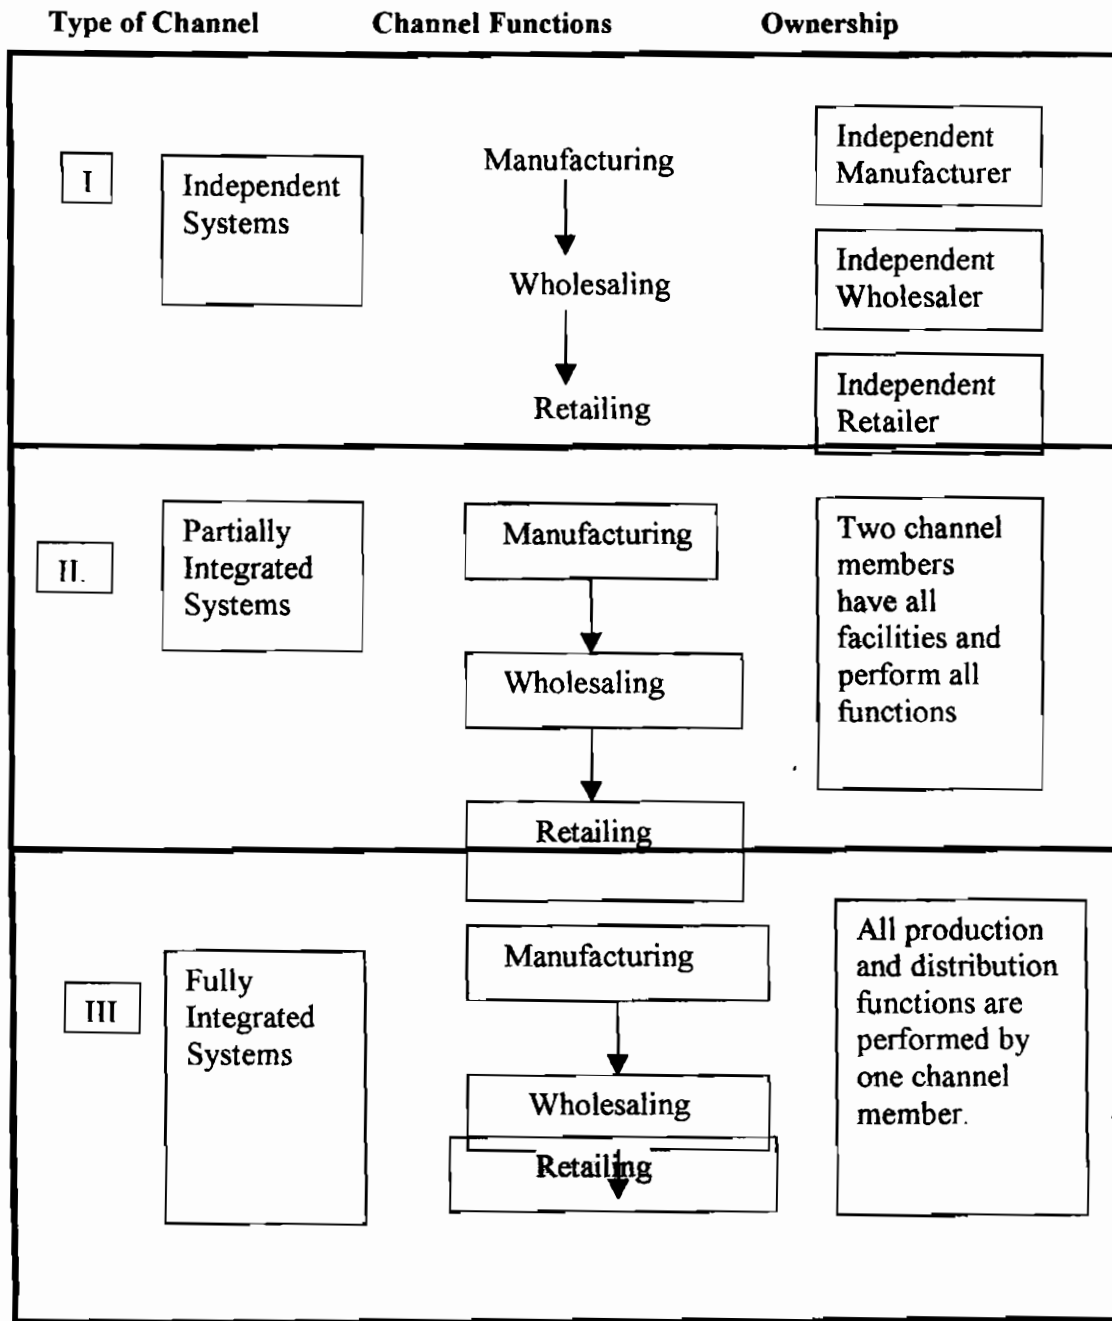 Type of Channel Channel Functions Ownership
I
Independent
Systems
Manufacturing
Wholesaling
Retailing
Independent
Manufacturer
Independent
Wholesaler
Independent
Retailer
II.
Partially
Integrated
Systems
Manufacturing
Wholesaling
Retailing
Two channel
members
have all
facilities and
perform all
functions
III
Fully
Integrated
Systems
Manufacturing
Wholesaling
Retailing
All production
and distribution
functions are
performed by
one channel
member.